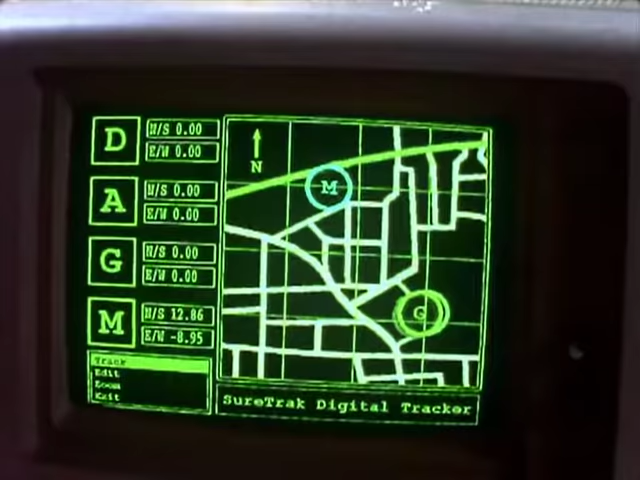 D
N/S 0.00
E/W 0.00
A
N/S 0.00
E/W 0.00
G
N/S 0.00
E/W 0.00
M
N/S 12.86
E/W -8.95
Track
Edit
Zoom
Exit
N
M
G
SureTrak Digital Tracker